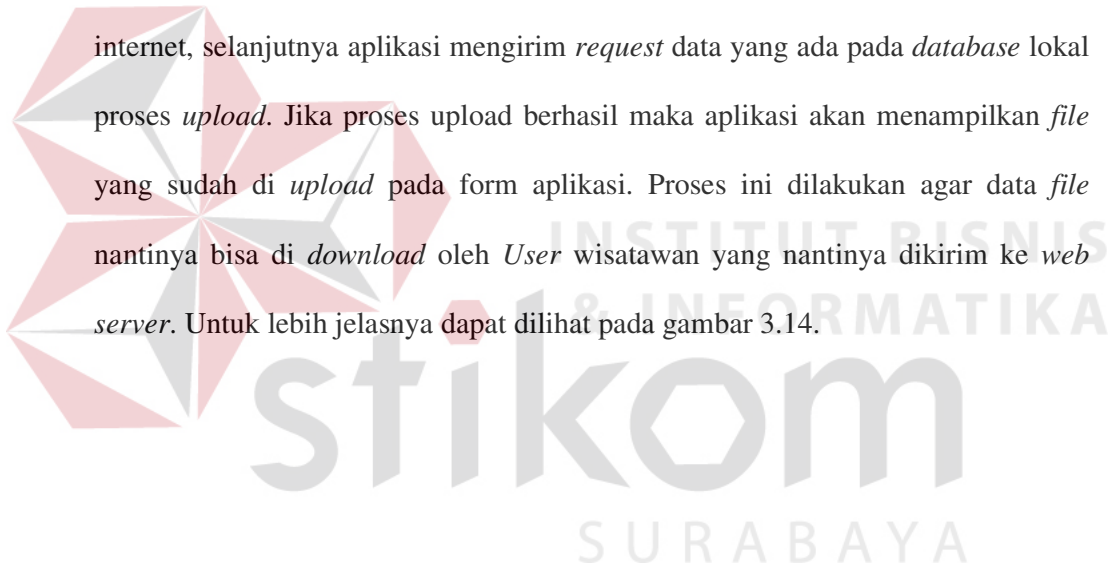 internet, selanjutnya aplikasi mengirim request data yang ada pada database lokal
proses upload. Jika proses upload berhasil maka aplikasi akan menampilkan file
yang sudah di upload pada form aplikasi. Proses ini dilakukan agar data file
nantinya bisa di download oleh User wisatawan yang nantinya dikirim ke web
server. Untuk lebih jelasnya dapat dilihat pada gambar 3.14.
INSTITUT BISNIS
& INFORMATIKA
stikom
SURABAYA